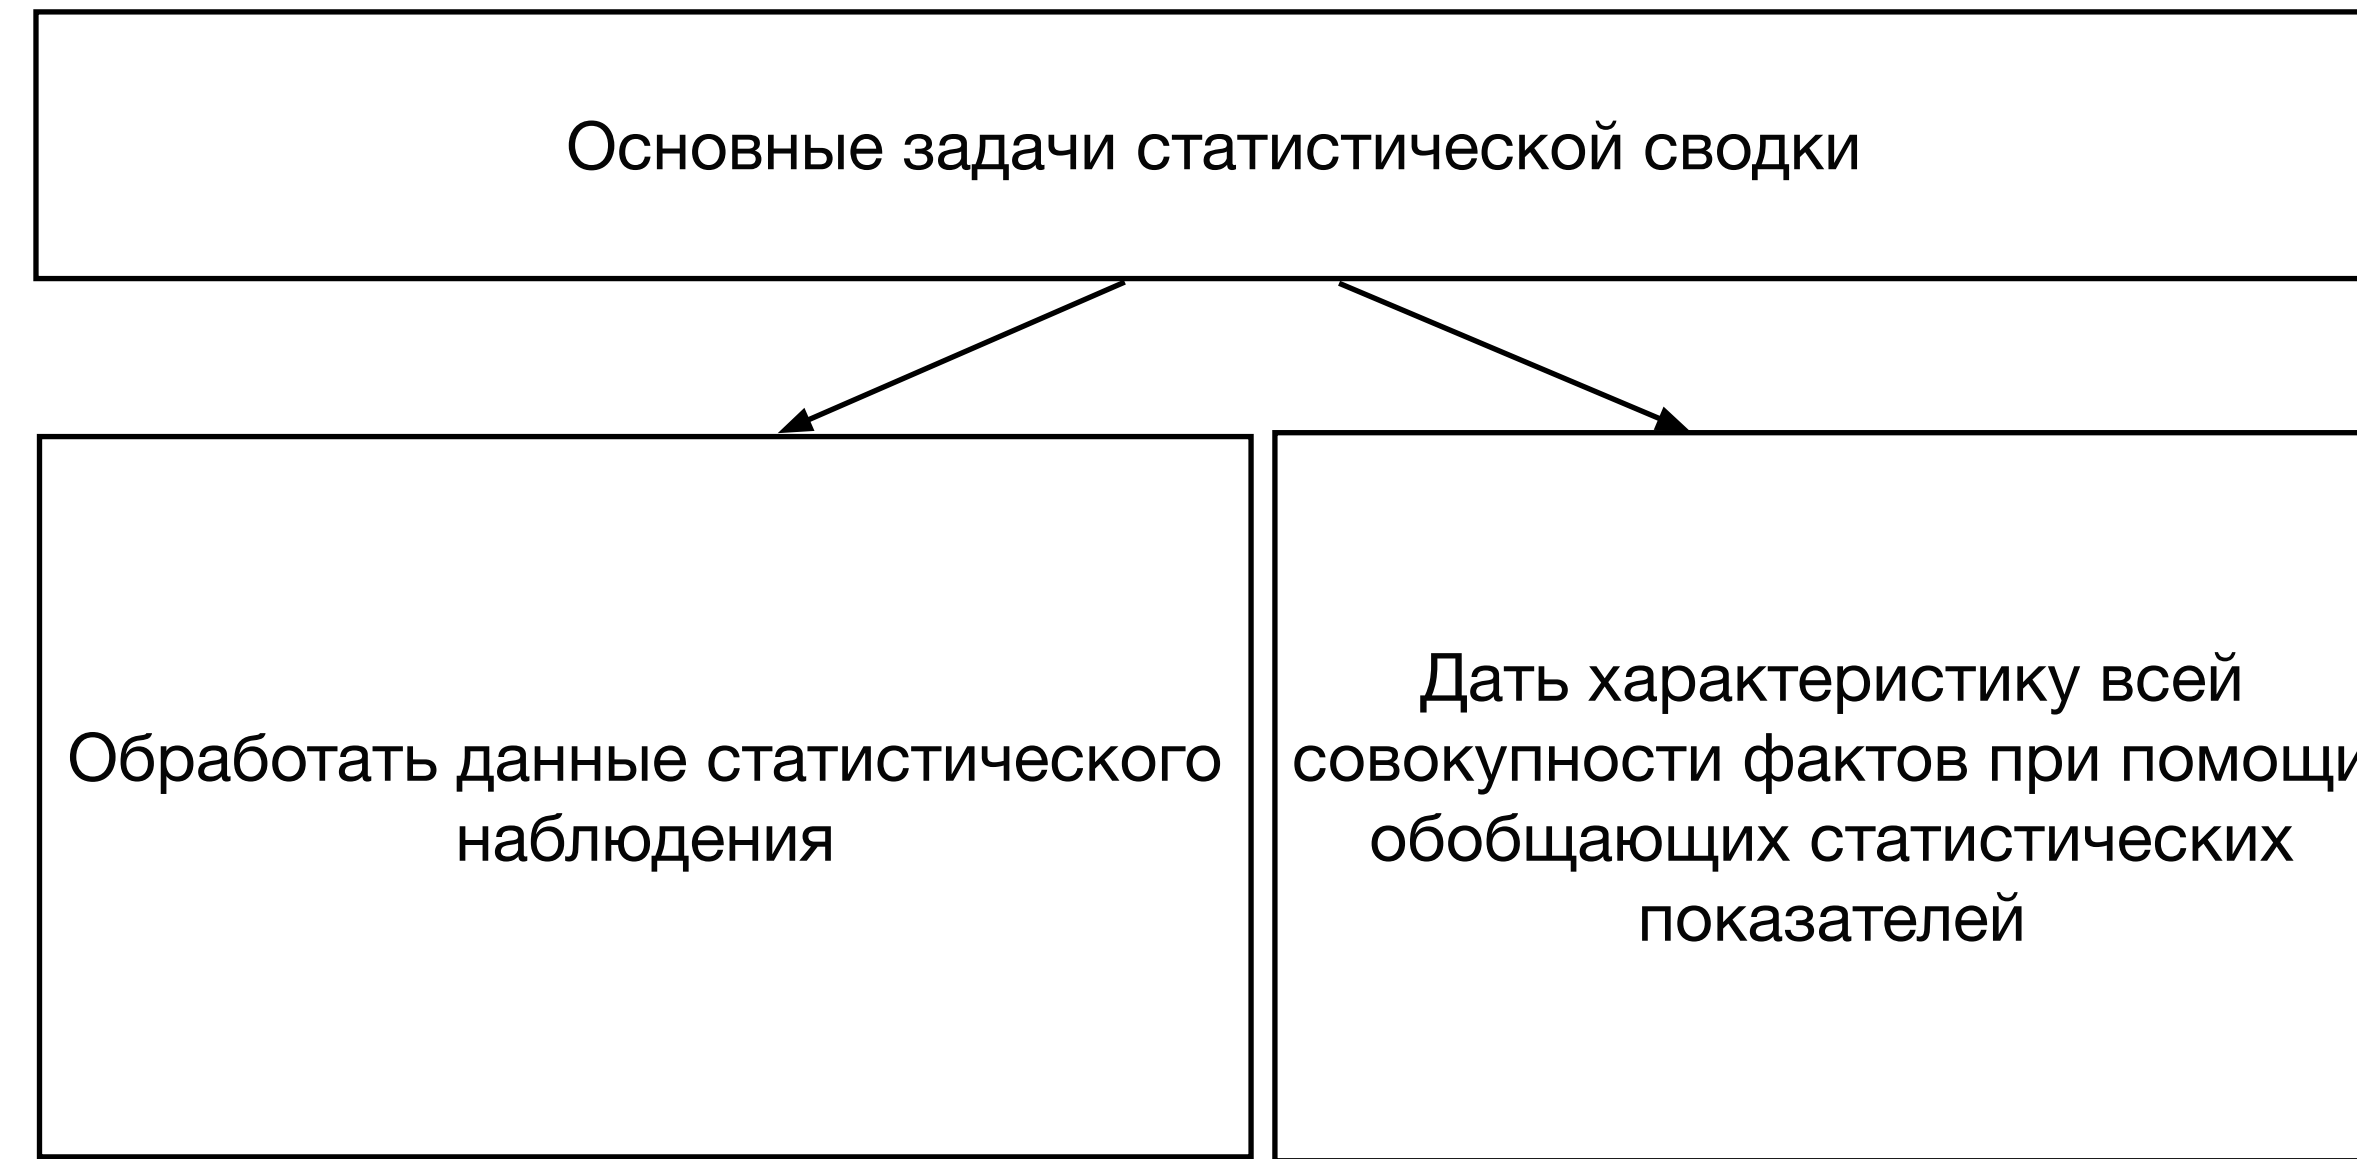 Основные задачи статистической сводки
Обработать данные статистического
наблюдения
Дать характеристику всей
совокупности фактов при помощи
обобщающих статистических
показателей